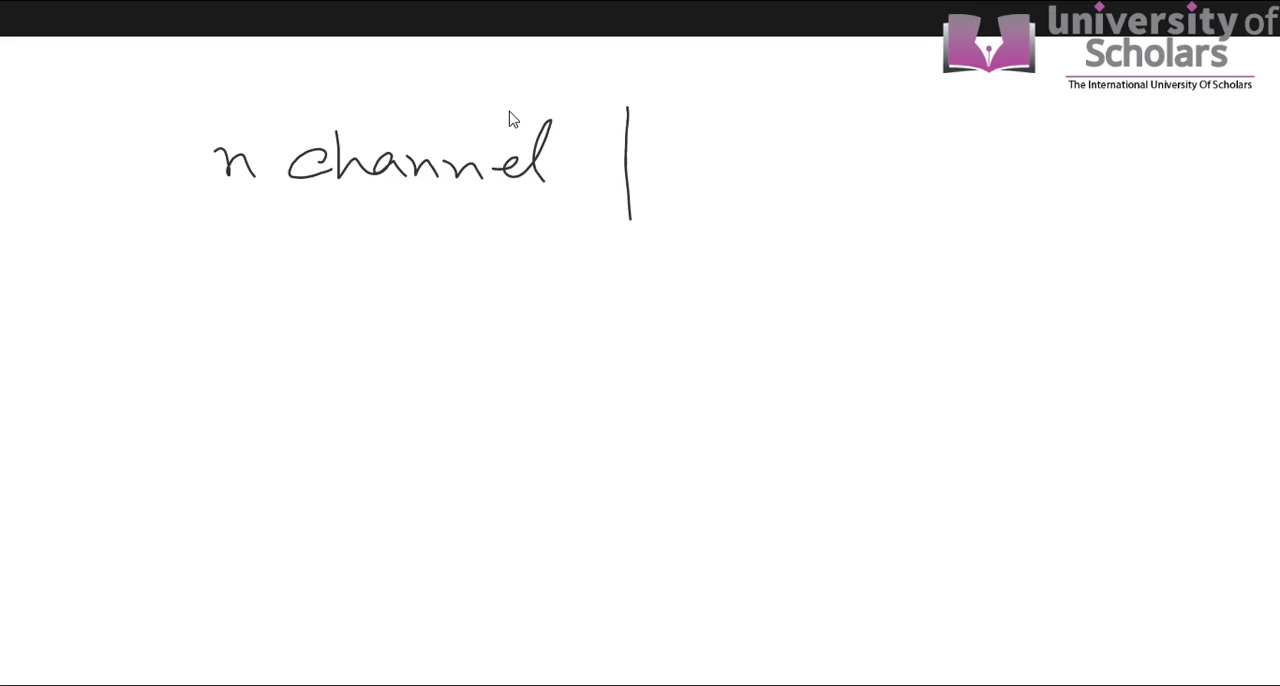 university of
Scholars
The International University Of Scholars
n channel |